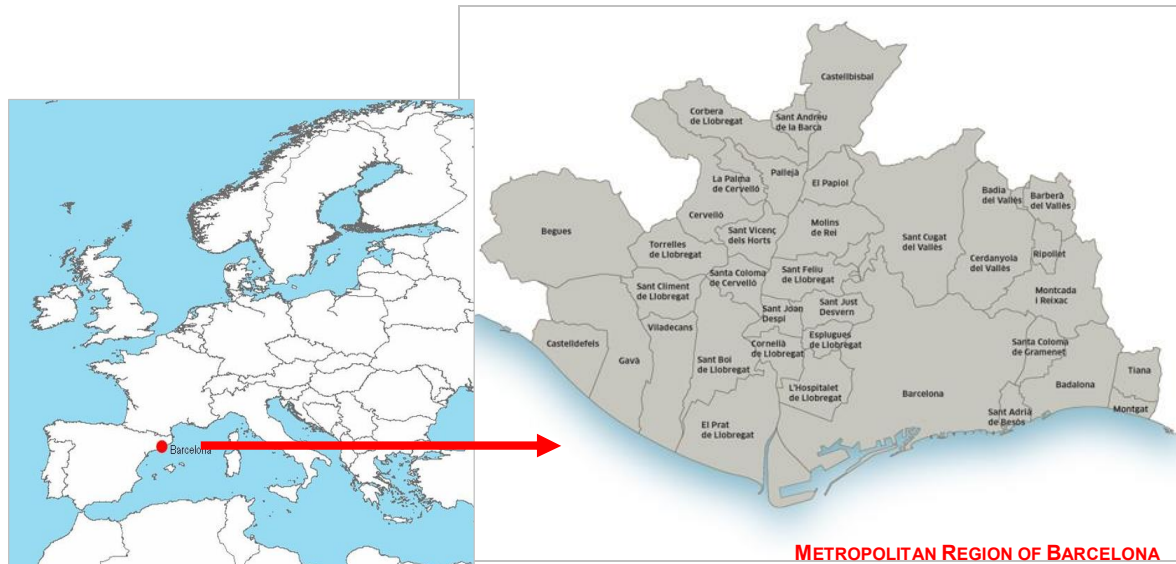 Barcelona
Castellbisbal
Corbera
de Llobregat
Sant Andreu
de la Barca
La Palma
de Cervelló
Pallejà
El Papiol
Badia
del Vallès
Barberà
del Vallès
Begues
Cervelló
Sant Vicenç
dels Horts
Molins
de Rei
Sant Cugat
del Vallès
Cerdanyola
del Vallès
Ripollet
Torrelles
de Llobregat
Sant Climent
de Llobregat
Santa Coloma
de Cervelló
Sant Feliu
de Llobregat
Montcada
i Reixac
Castelldefels
Gavà
Viladecans
Sant Joan
Despí
Sant Just
Desvern
Sant Boi
de Llobregat
Cornellà
de Llobregat
Esplugues
de Llobregat
Santa Coloma
de Gramenet
L'Hospitalet
de Llobregat
Barcelona
Badalona
Tiana
Montgat
El Prat
de Llobregat
Sant Adrià
de Besòs
METROPOLITAN REGION OF BARCELONA